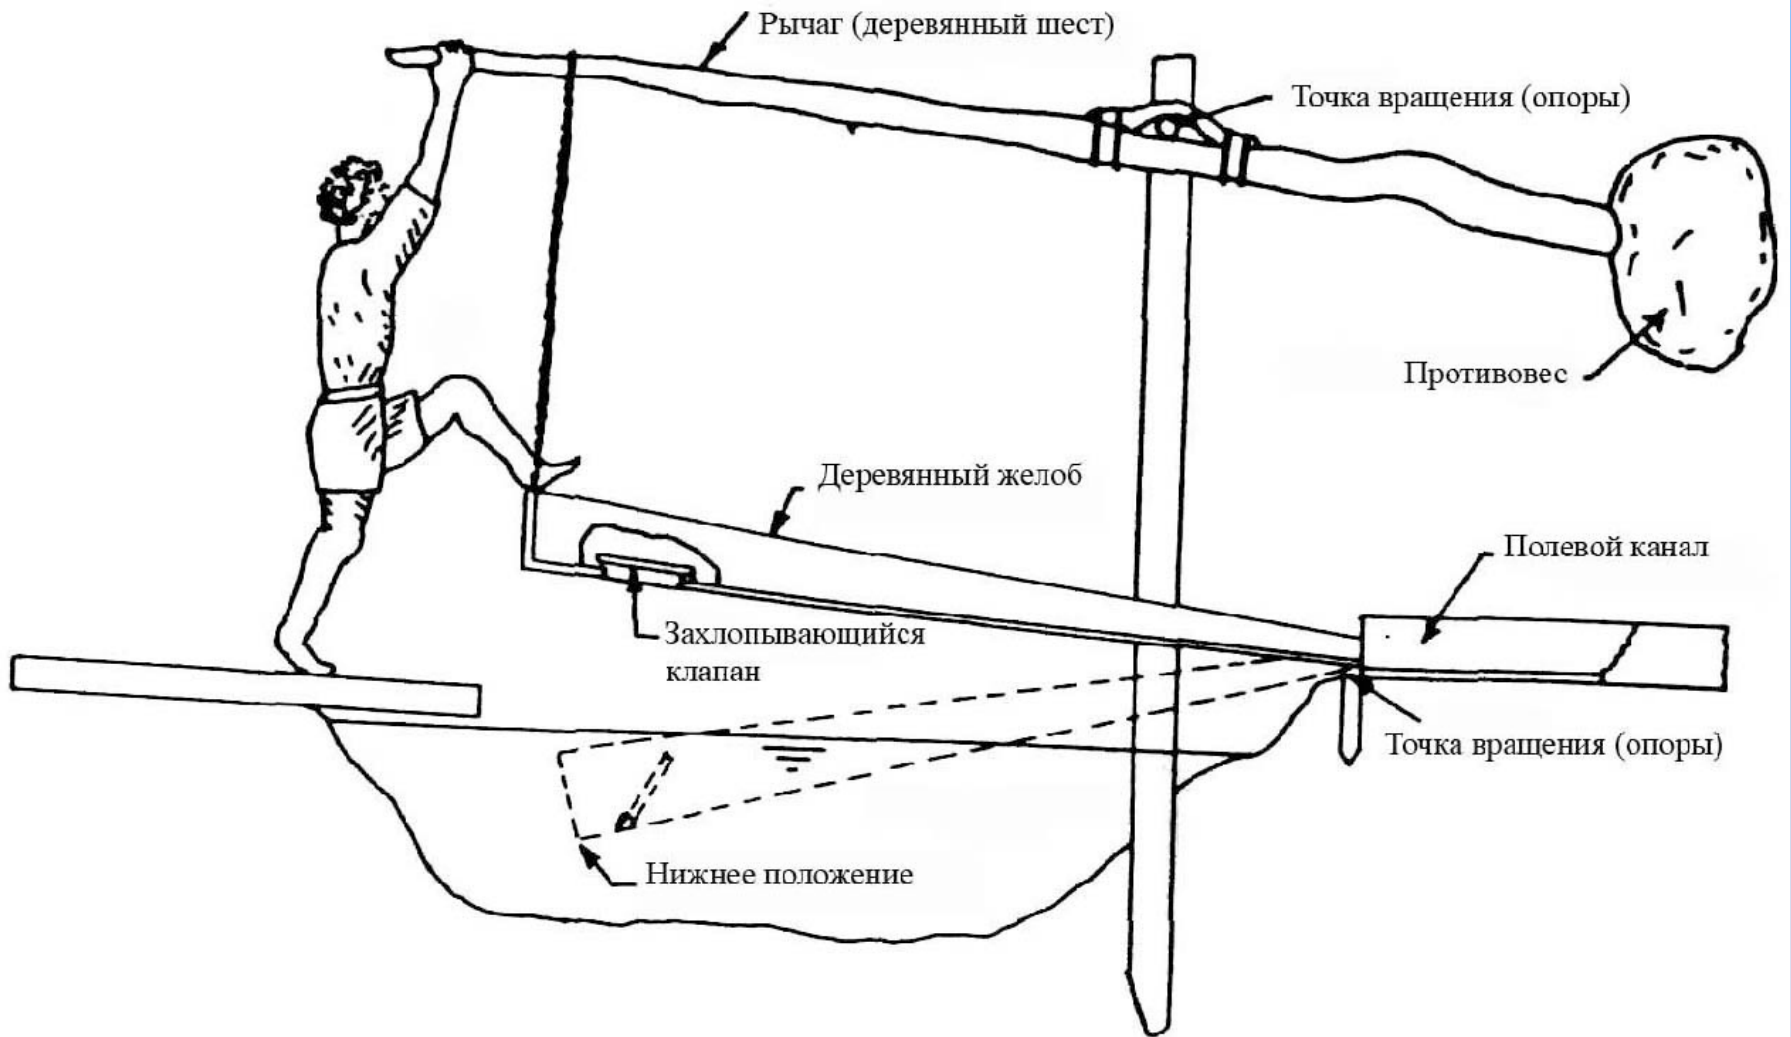 Рычаг (деревянный шест)
Точка вращения (опоры)
Противовес
Деревянный желоб
Полевой канал
Захлопывающийся
клапан
Точка вращения (опоры)
Нижнее положение